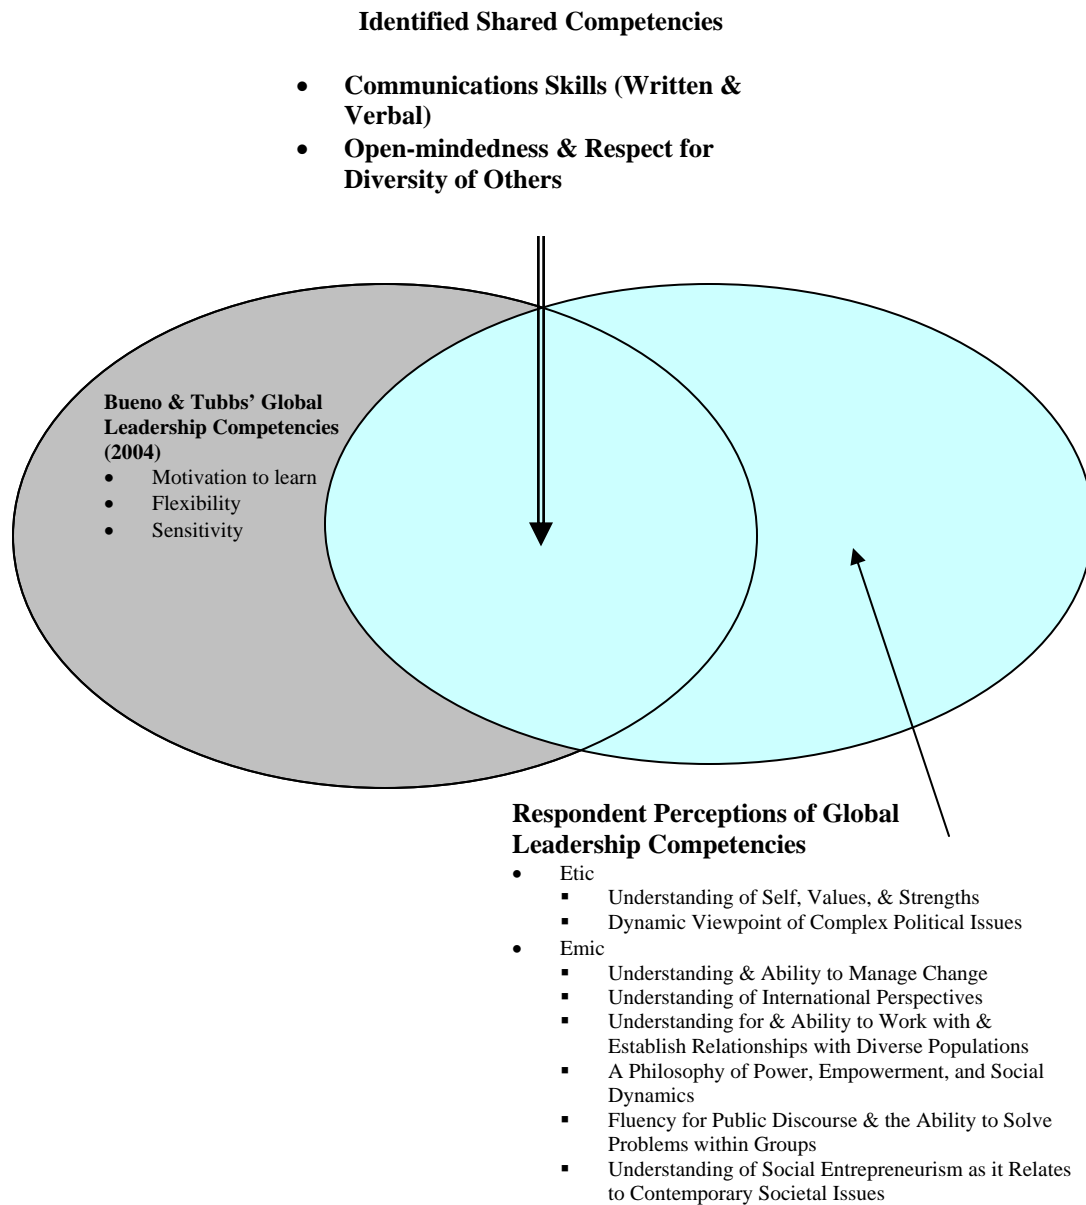 Identified Shared Competencies
• Communications Skills (Written &
Verbal)
• Open-mindedness & Respect for
Diversity of Others
Bueno & Tubbs’ Global
Leadership Competencies
(2004)
• Motivation to learn
• Flexibility
• Sensitivity
Respondent Perceptions of Global
Leadership Competencies
• Etic
▪ Understanding of Self, Values, & Strengths
▪ Dynamic Viewpoint of Complex Political Issues
• Emic
▪ Understanding & Ability to Manage Change
▪ Understanding of International Perspectives
▪ Understanding for & Ability to Work with &
Establish Relationships with Diverse Populations
▪ A Philosophy of Power, Empowerment, and Social
Dynamics
▪ Fluency for Public Discourse & the Ability to Solve
Problems within Groups
▪ Understanding of Social Entrepreneurism as it Relates
to Contemporary Societal Issues